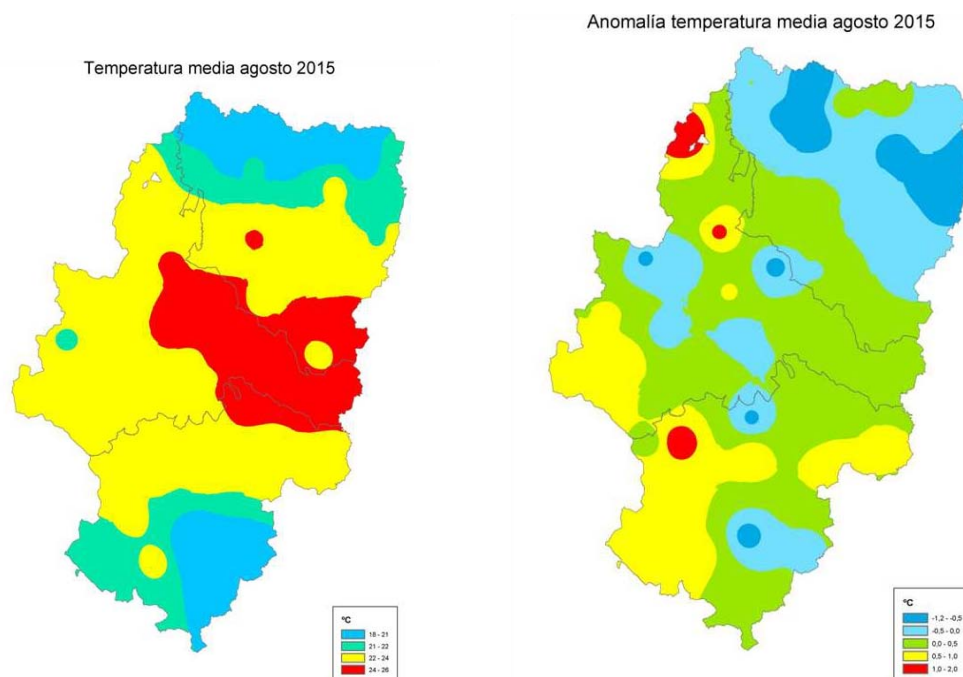 Temperatura media agosto 2015
°C
18 - 21
21 - 22
22 - 24
24 - 26
Anomalía temperatura media agosto 2015
°C
-1,2 - -0,5
-0,5 - 0,0
0,0 - 0,5
0,5 - 1,0
1,0 - 2,0